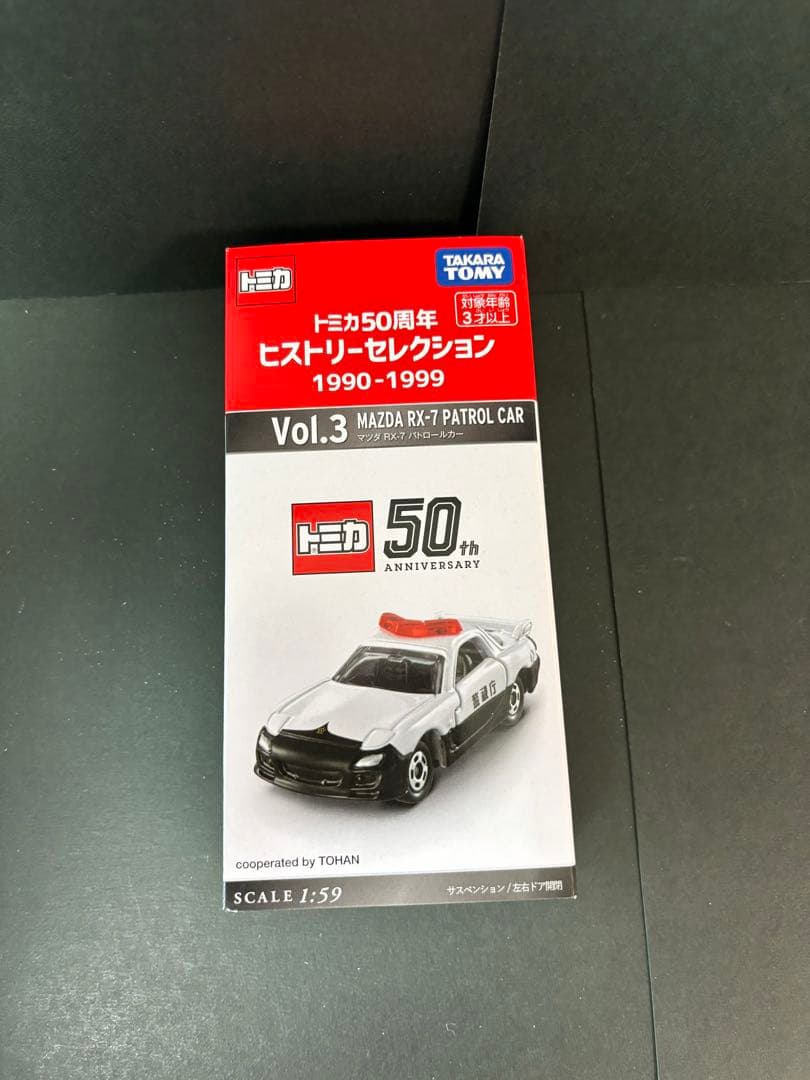 トミカ
TAKARA
TOMY
対象年齢
3才以上
トミカ50周年
ヒストリーセレクション
1990-1999
Vol.3 MAZDA RX-7 PATROL CAR
マツダ RX-7 パトロールカー
トミカ 50th
ANNIVERSARY
警視庁
cooperated by TOHAN
SCALE 1:59
サスペンション/左右ドア開閉